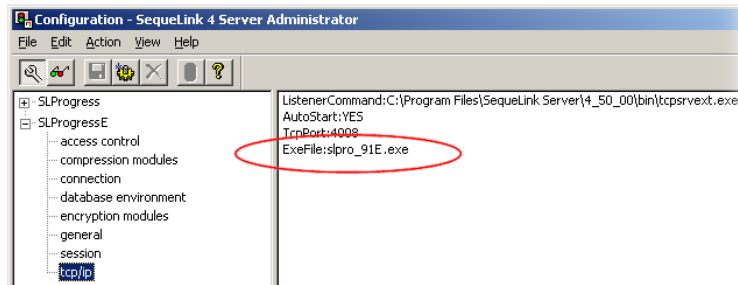 Configuration - SequeLink 4 Server Administrator
File Edit Action View Help
SLProgress
SLProgressE
access control
compression modules
connection
database environment
encryption modules
general
session
tcp/ip
ListenerCommand:C:\Program Files\SequeLink Server\4_50_00\bin\tcpsrvext.exe
AutoStart:YES
TcpPort:4008
ExeFile:slpro_91E.exe